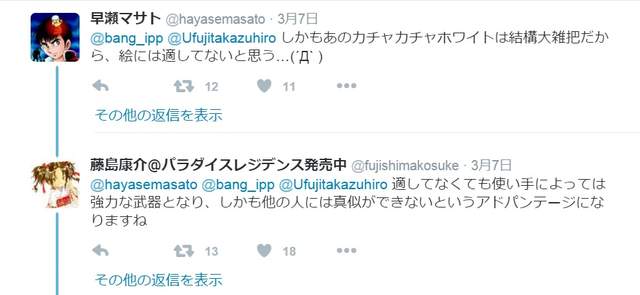 早瀬マサト @hayasemasato · 3月7日
@bang_ipp @Ufujitakazuhiro しかもあのカチャカチャホワイトは結構大雑把だか
ら、絵には適してないと思う...(´Д` )
12 11
その他の返信を表示
藤島康介@パラダイスレジデンス発売中 @fujishimakosuke · 3月7日
@hayasemasato @bang_ipp @Ufujitakazuhiro 適してなくても使い手によっては
強力な武器となり、しかも他の人には真似ができないというアドパンテージにな
りますね
13 18
その他の返信を表示